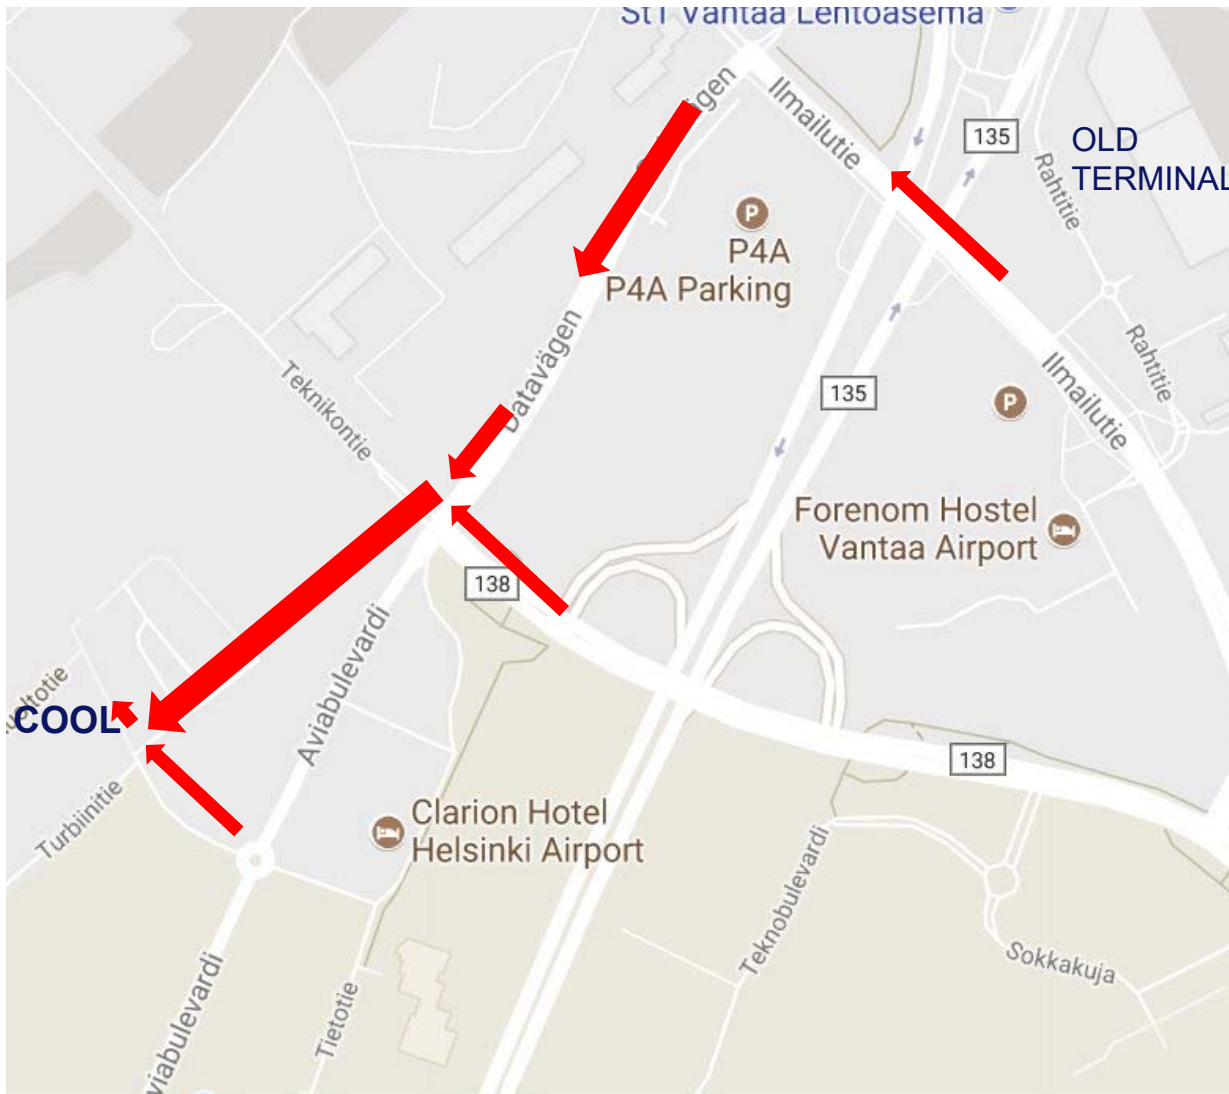 St1 Vantaa Lentoasema
Ilmailutie
135
OLD
TERMINAL
Rahtitie
P
P4A
P4A Parking
Datavägen
Rahtitie
Ilmailutie
135
P
Teknikontie
Forenom Hostel
Vantaa Airport
138
Aviabulevardi
COOL
138
Turbiinitie
Clarion Hotel
Helsinki Airport
Teknobulevardi
Sokkakuja
Tietotie